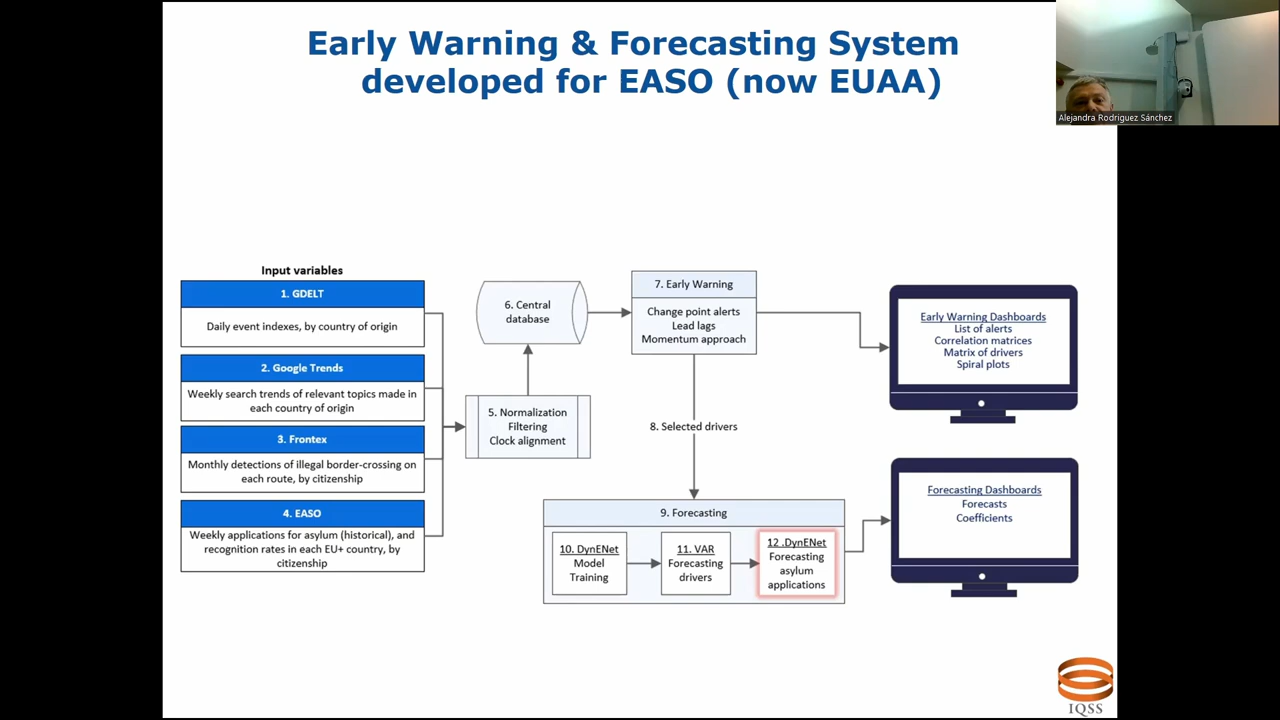 Early Warning & Forecasting System
developed for EASO (now EUAA)
Alejandra Rodriguez Sánchez
Input variables
1. GDELT
Daily event indexes, by country of origin
2. Google Trends
Weekly search trends of relevant topics made in
each country of origin
3. Frontex
Monthly detections of illegal border-crossing on
each route, by citizenship
4. EASO
Weekly applications for asylum (historical), and
recognition rates in each EU+ country, by
citizenship
5. Normalization
Filtering
Clock alignment
6. Central
database
7. Early Warning
Change point alerts
Lead lags
Momentum approach
8. Selected drivers
9. Forecasting
10. DynENet
Model
Training
11. VAR
Forecasting
drivers
12 .DynENet
Forecasting
asylum
applications
Early Warning Dashboards
List of alerts
Correlation matrices
Matrix of drivers
Spiral plots
Forecasting Dashboards
Forecasts
Coefficients
IQSS